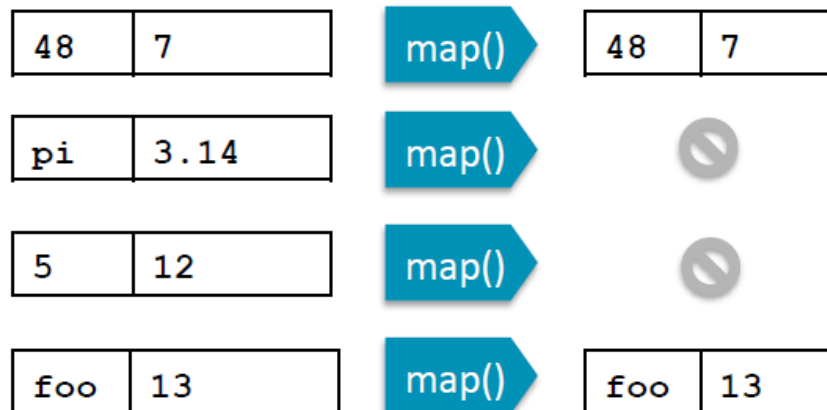 48 7 map() 48 7
pi 3.14 map()
5 12 map()
foo 13 map() foo 13